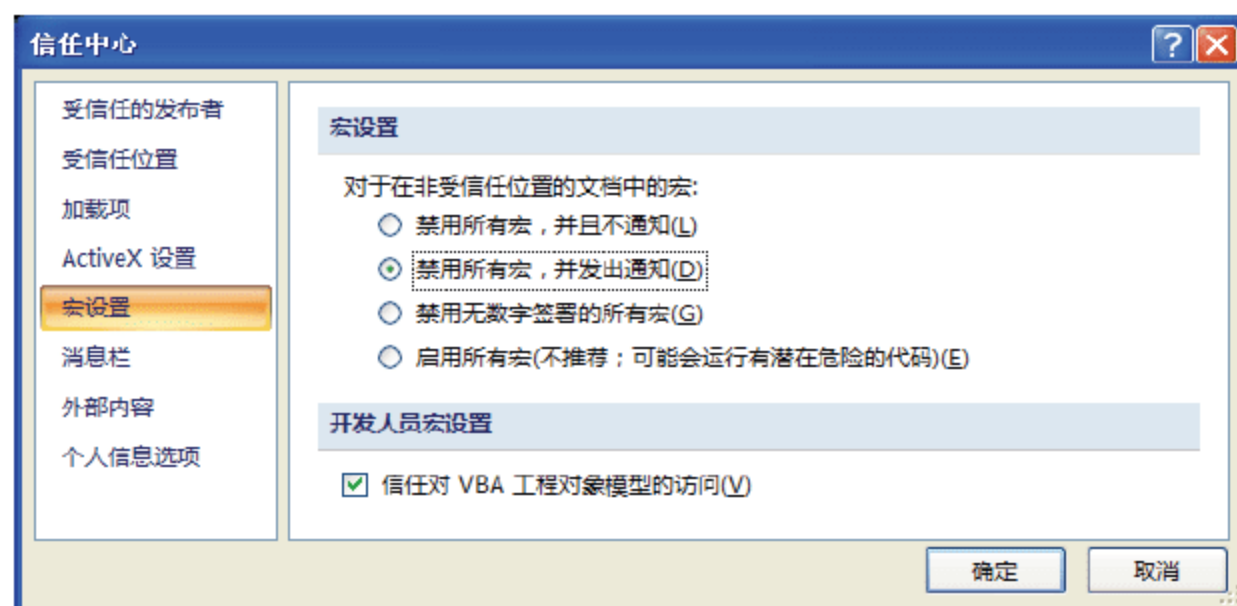 信任中心
受信任的发布者
受信任位置
加载项
ActiveX 设置
宏设置
消息栏
外部内容
个人信息选项
宏设置
对于在非受信任位置的文档中的宏:
禁用所有宏，并且不通知(L)
禁用所有宏，并发出通知(D)
禁用无数字签署的所有宏(G)
启用所有宏(不推荐；可能会运行有潜在危险的代码)(E)
开发人员宏设置
信任对 VBA 工程对象模型的访问(V)
确定
取消